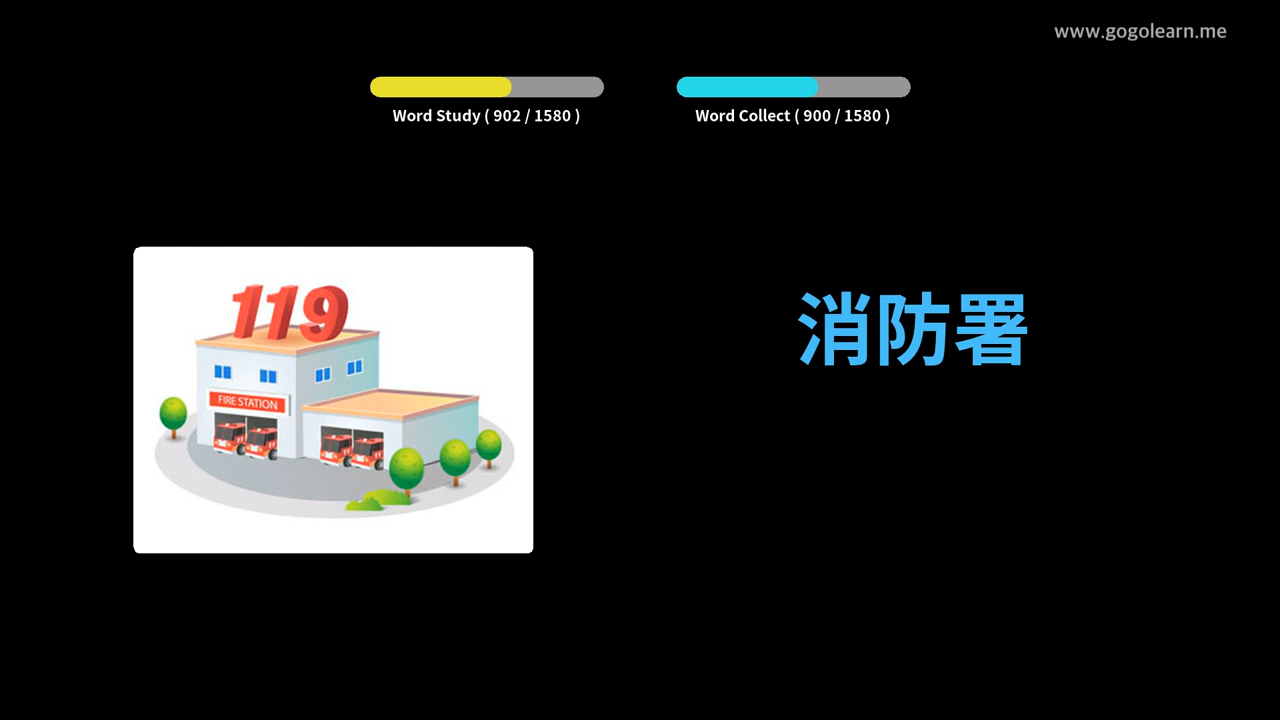 www.gogolearn.me
Word Study ( 902 / 1580 )
Word Collect ( 900 / 1580 )
119
FIRE STATION
消防署